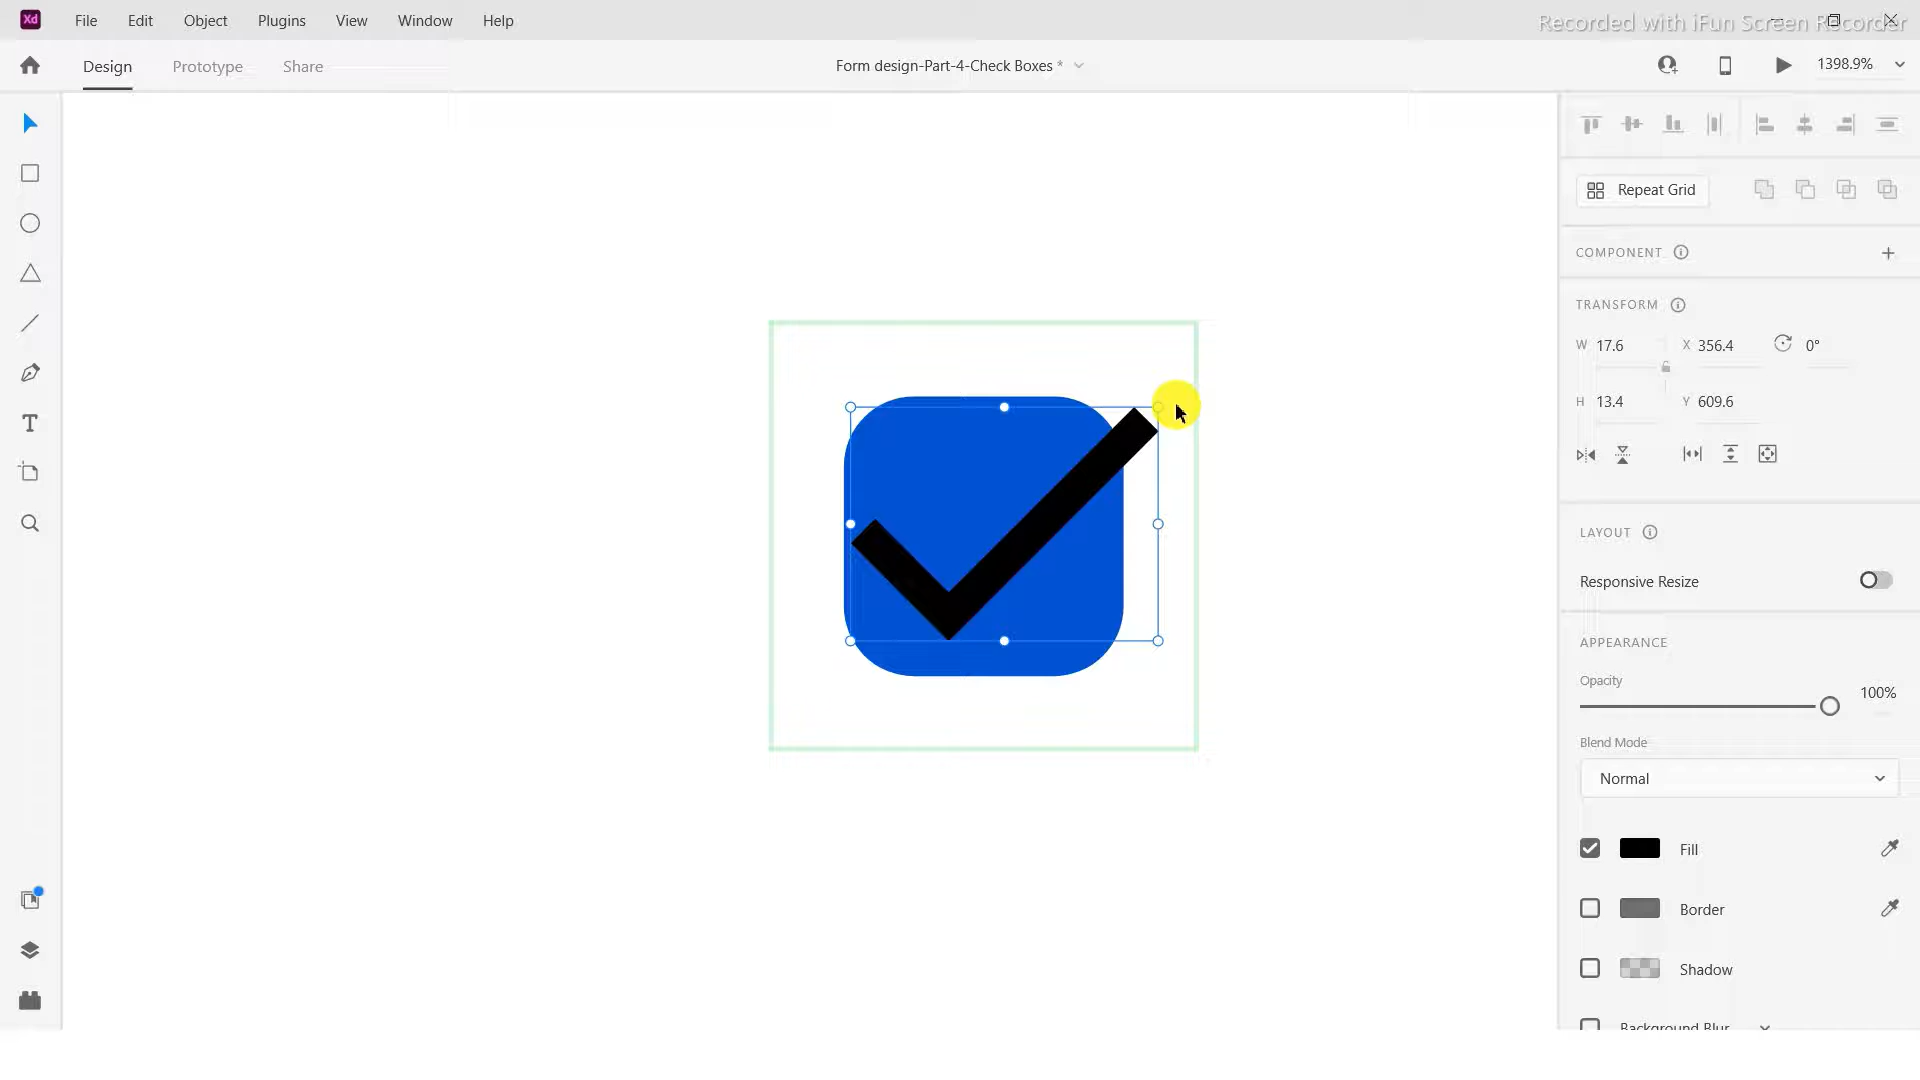 Xd File Edit Object Plugins View Window Help
Recorded with iFun Screen Recorder
Design Prototype Share
Form design-Part-4-Check Boxes *
1398.9%
Repeat Grid
COMPONENT
TRANSFORM
W 17.6 X 356.4 0°
H 13.4 Y 609.6
LAYOUT
Responsive Resize
APPEARANCE
Opacity
100%
Blend Mode
Normal
Fill
Border
Shadow
Background Blur
T